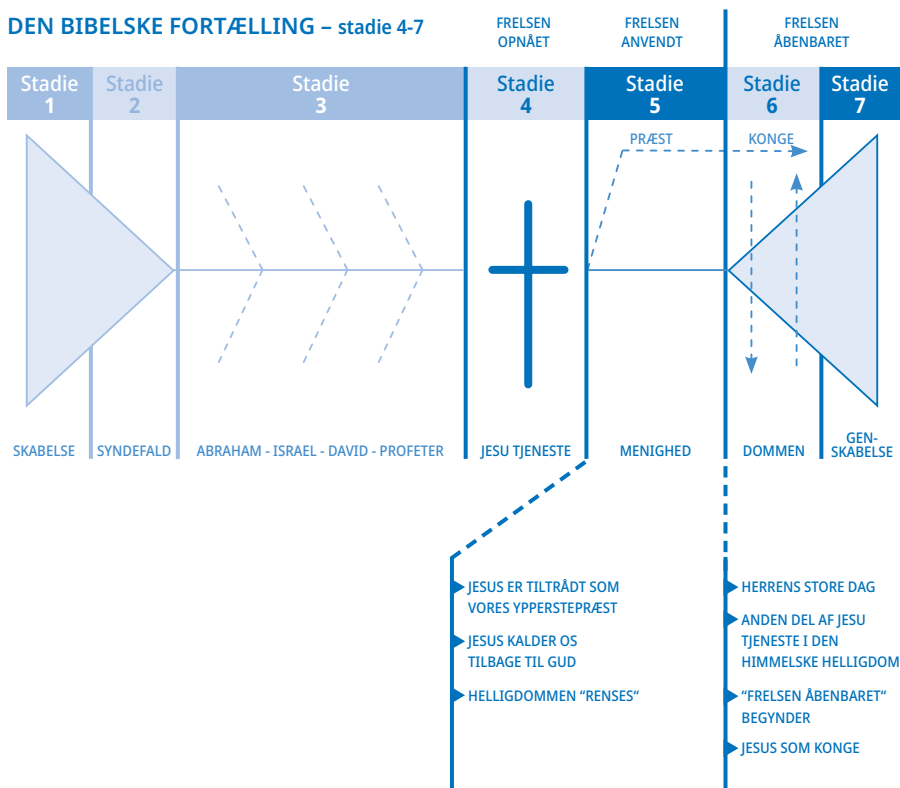 DEN BIBELSKE FORTÆLLING – stadie 4-7
FRELSEN
OPNÅET
FRELSEN
ANVENDT
FRELSEN
ÅBENBARET
Stadie
1
Stadie
2
Stadie
3
Stadie
4
Stadie
5
Stadie
6
Stadie
7
PRÆST
KONGE
SKABELSE
SYNDEFALD
ABRAHAM - ISRAEL - DAVID - PROFETER
JESU TJENESTE
MENIGHED
DOMMEN
GEN-
SKABELSE
JESUS ER TILTRÅDT SOM
VORES YPPERSTEPRÆST
JESUS KALDER OS
TILBAGE TIL GUD
HELLIGDOMMEN “RENSES“
HERRENS STORE DAG
ANDEN DEL AF JESU
TJENESTE I DEN
HIMMELSKE HELLIGDOM
“FRELSEN ÅBENBARET“
BEGYNDER
JESUS SOM KONGE